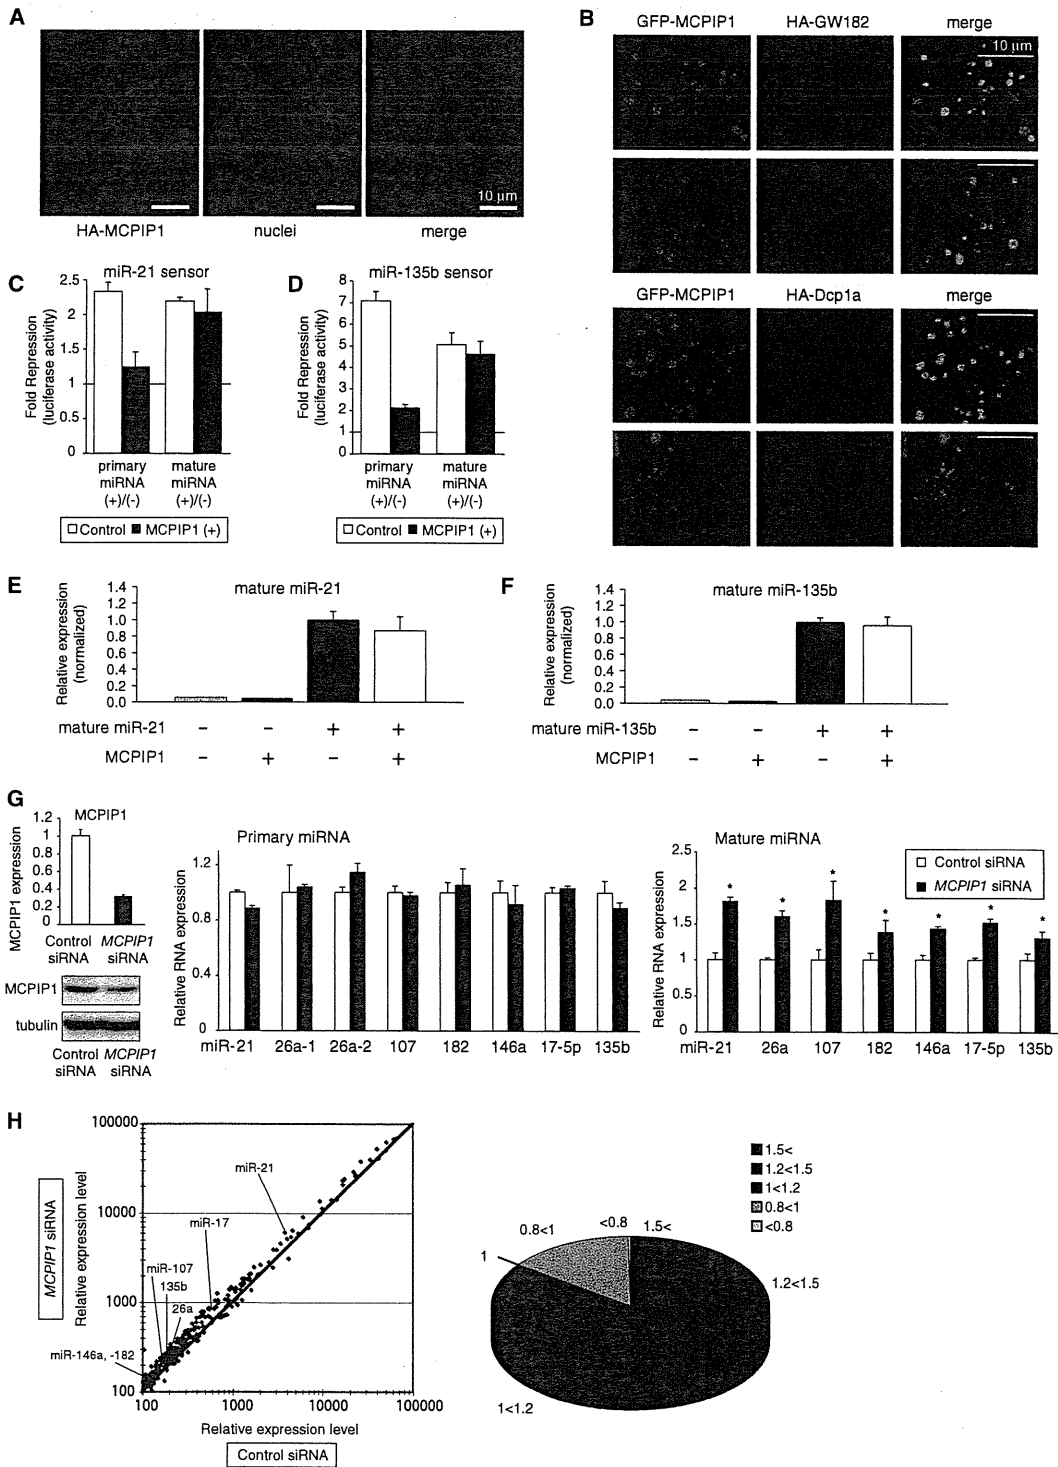 A
HA-MCPIP1
nuclei
merge
10 µm
B
GFP-MCPIP1
HA-GW182
merge
10 µm
GFP-MCPIP1
HA-Dcp1a
merge
C
miR-21 sensor
Fold Repression
(luciferase activity)
2.5
2
1.5
1
0.5
0
primary
miRNA
(+)/(-)
mature
miRNA
(+)/(-)
Control
MCPIP1 (+)
D
miR-135b sensor
Fold Repression
(luciferase activity)
8
7
6
5
4
3
2
1
0
primary
miRNA
(+)/(-)
mature
miRNA
(+)/(-)
Control
MCPIP1 (+)
E
mature miR-21
Relative expression
(normalized)
1.4
1.2
1.0
0.8
0.6
0.4
0.2
0.0
mature miR-21 − − + +
MCPIP1 − + − +
F
mature miR-135b
Relative expression
(normalized)
1.4
1.2
1.0
0.8
0.6
0.4
0.2
0.0
mature miR-135b − − + +
MCPIP1 − + − +
G
MCPIP1
MCPIP1 expression
1.2
1
0.8
0.6
0.4
0.2
0
Control
siRNA
MCPIP1
siRNA
MCPIP1
tubulin
Control
siRNA
MCPIP1
siRNA
Primary miRNA
Relative RNA expression
1.2
0.8
0.4
0
miR-21 26a-1 26a-2 107 182 146a 17-5p 135b
Mature miRNA
Relative RNA expression
2.5
2
1.5
1
0.5
0
* * * * * * *
miR-21 26a 107 182 146a 17-5p 135b
Control siRNA
MCPIP1 siRNA
H
MCPIP1 siRNA
Relative expression level
100000
10000
1000
100
miR-21
miR-17
miR-107
135b
26a
miR-146a, -182
100 1000 10000 100000
Relative expression level
Control siRNA
1.5<
1.2<1.5
1<1.2
0.8<1
<0.8
0.8<1
<0.8
1.5<
1
1.2<1.5
1<1.2